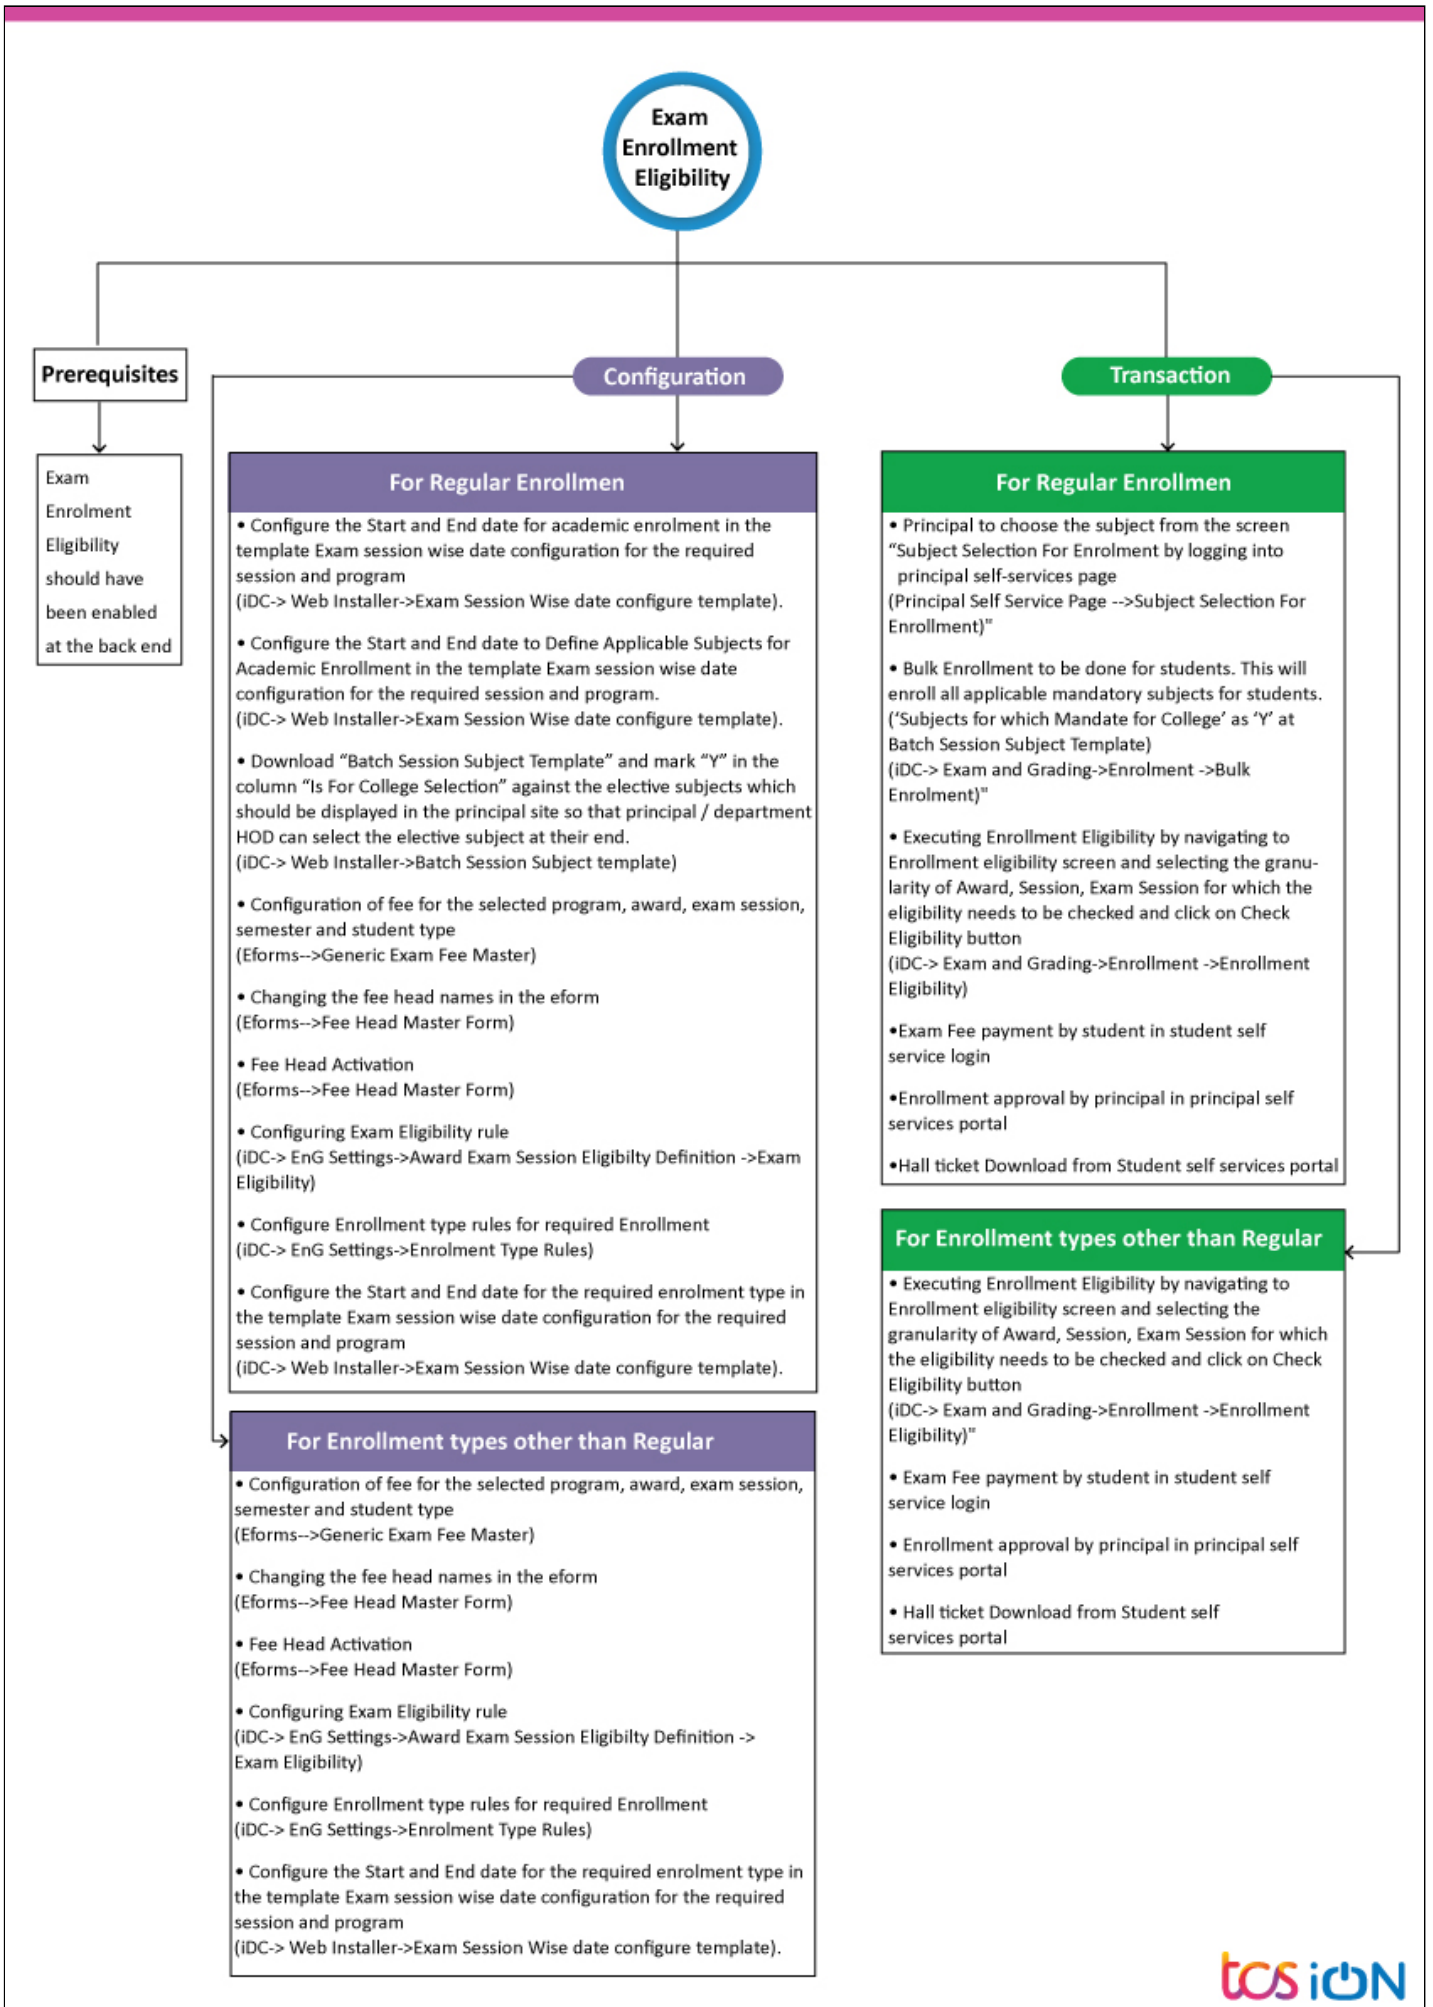 Exam
Enrollment
Eligibility
Prerequisites
Exam
Enrolment
Eligibility
should have
been enabled
at the back end
Configuration
For Regular Enrollmen
• Configure the Start and End date for academic enrolment in the
template Exam session wise date configuration for the required
session and program
(iDC-> Web Installer->Exam Session Wise date configure template).
• Configure the Start and End date to Define Applicable Subjects for
Academic Enrollment in the template Exam session wise date
configuration for the required session and program.
(iDC-> Web Installer->Exam Session Wise date configure template).
• Download “Batch Session Subject Template” and mark “Y” in the
column “Is For College Selection” against the elective subjects which
should be displayed in the principal site so that principal / department
HOD can select the elective subject at their end.
(iDC-> Web Installer->Batch Session Subject template)
• Configuration of fee for the selected program, award, exam session,
semester and student type
(Eforms-->Generic Exam Fee Master)
• Changing the fee head names in the eform
(Eforms-->Fee Head Master Form)
• Fee Head Activation
(Eforms-->Fee Head Master Form)
• Configuring Exam Eligibility rule
(iDC-> EnG Settings->Award Exam Session Eligibilty Definition ->Exam
Eligibility)
• Configure Enrollment type rules for required Enrollment
(iDC-> EnG Settings->Enrolment Type Rules)
• Configure the Start and End date for the required enrolment type in
the template Exam session wise date configuration for the required
session and program
(iDC-> Web Installer->Exam Session Wise date configure template).
For Enrollment types other than Regular
• Configuration of fee for the selected program, award, exam session,
semester and student type
(Eforms-->Generic Exam Fee Master)
• Changing the fee head names in the eform
(Eforms-->Fee Head Master Form)
• Fee Head Activation
(Eforms-->Fee Head Master Form)
• Configuring Exam Eligibility rule
(iDC-> EnG Settings->Award Exam Session Eligibilty Definition ->
Exam Eligibility)
• Configure Enrollment type rules for required Enrollment
(iDC-> EnG Settings->Enrolment Type Rules)
• Configure the Start and End date for the required enrolment type in
the template Exam session wise date configuration for the required
session and program
(iDC-> Web Installer->Exam Session Wise date configure template).
Transaction
For Regular Enrollmen
• Principal to choose the subject from the screen
“Subject Selection For Enrolment by logging into
principal self-services page
(Principal Self Service Page -->Subject Selection For
Enrollment)"
• Bulk Enrollment to be done for students. This will
enroll all applicable mandatory subjects for students.
(‘Subjects for which Mandate for College’ as ‘Y’ at
Batch Session Subject Template)
(iDC-> Exam and Grading->Enrolment ->Bulk
Enrolment)"
• Executing Enrollment Eligibility by navigating to
Enrollment eligibility screen and selecting the granu-
larity of Award, Session, Exam Session for which the
eligibility needs to be checked and click on Check
Eligibility button
(iDC-> Exam and Grading->Enrollment ->Enrollment
Eligibility)
•Exam Fee payment by student in student self
service login
•Enrollment approval by principal in principal self
services portal
•Hall ticket Download from Student self services portal
For Enrollment types other than Regular
• Executing Enrollment Eligibility by navigating to
Enrollment eligibility screen and selecting the
granularity of Award, Session, Exam Session for which
the eligibility needs to be checked and click on Check
Eligibility button
(iDC-> Exam and Grading->Enrollment ->Enrollment
Eligibility)"
• Exam Fee payment by student in student self
service login
• Enrollment approval by principal in principal self
services portal
• Hall ticket Download from Student self
services portal
tcs iON